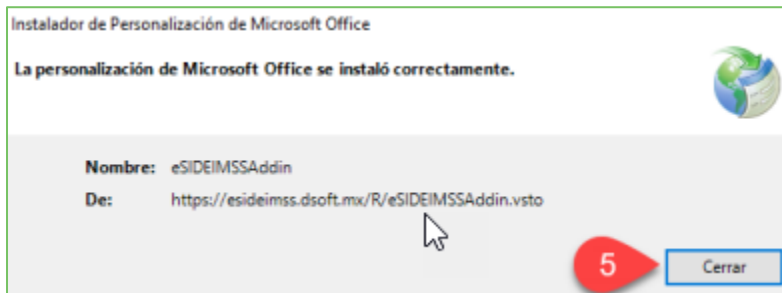 Instalador de Personalización de Microsoft Office
La personalización de Microsoft Office se instaló correctamente.
Nombre: eSIDEIMSSAddin
De: https://esideimss.dsoft.mx/R/eSIDEIMSSAddin.vsto
5 Cerrar